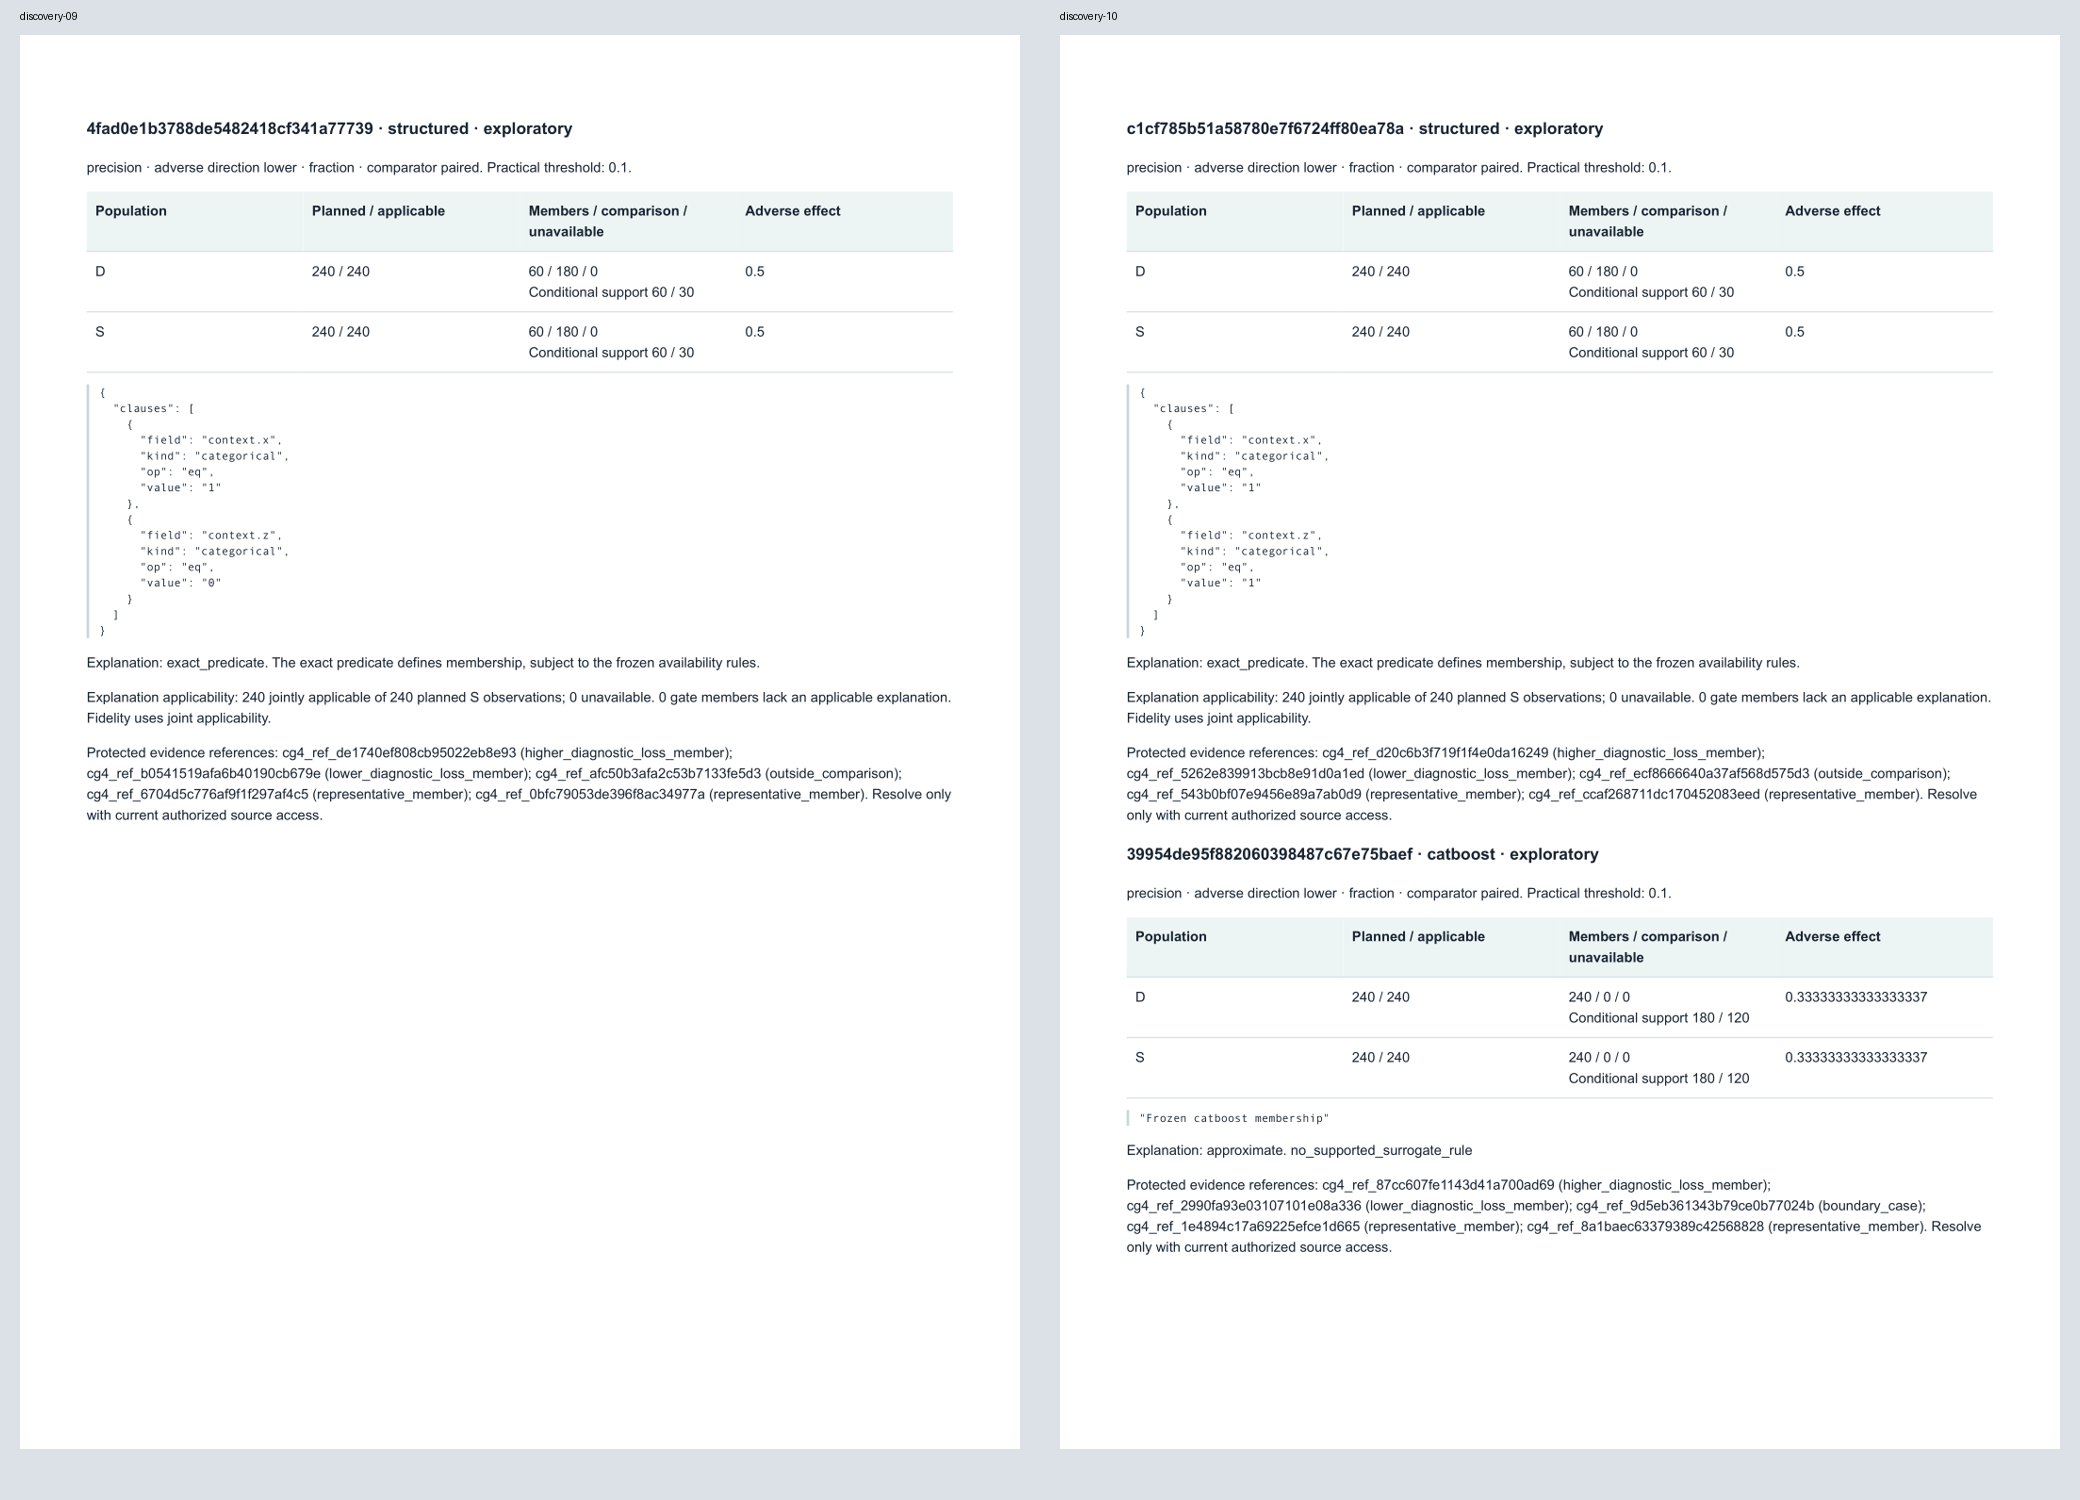 discovery-09
4fad0e1b3788de5482418cf341a77739 · structured · exploratory
precision · adverse direction lower · fraction · comparator paired. Practical threshold: 0.1.
Population Planned / applicable Members / comparison / unavailable Adverse effect
D 240 / 240 60 / 180 / 0 0.5
Conditional support 60 / 30
S 240 / 240 60 / 180 / 0 0.5
Conditional support 60 / 30
{
"clauses": [
{
"field": "context.x",
"kind": "categorical",
"op": "eq",
"value": "1"
},
{
"field": "context.z",
"kind": "categorical",
"op": "eq",
"value": "0"
}
]
}
Explanation: exact_predicate. The exact predicate defines membership, subject to the frozen availability rules.
Explanation applicability: 240 jointly applicable of 240 planned S observations; 0 unavailable. 0 gate members lack an applicable explanation.
Fidelity uses joint applicability.
Protected evidence references: cg4_ref_de1740ef808cb95022eb8e93 (higher_diagnostic_loss_member);
cg4_ref_b0541519afa6b40190cb679e (lower_diagnostic_loss_member); cg4_ref_afc50b3afa2c53b7133fe5d3 (outside_comparison);
cg4_ref_6704d5c776af9f1f297af4c5 (representative_member); cg4_ref_0bfc79053de396f8ac34977a (representative_member). Resolve only
with current authorized source access.
discovery-10
c1cf785b51a58780e7f6724ff80ea78a · structured · exploratory
precision · adverse direction lower · fraction · comparator paired. Practical threshold: 0.1.
Population Planned / applicable Members / comparison / unavailable Adverse effect
D 240 / 240 60 / 180 / 0 0.5
Conditional support 60 / 30
S 240 / 240 60 / 180 / 0 0.5
Conditional support 60 / 30
{
"clauses": [
{
"field": "context.x",
"kind": "categorical",
"op": "eq",
"value": "1"
},
{
"field": "context.z",
"kind": "categorical",
"op": "eq",
"value": "1"
}
]
}
Explanation: exact_predicate. The exact predicate defines membership, subject to the frozen availability rules.
Explanation applicability: 240 jointly applicable of 240 planned S observations; 0 unavailable. 0 gate members lack an applicable explanation.
Fidelity uses joint applicability.
Protected evidence references: cg4_ref_d20c6b3f719f1f4e0da16249 (higher_diagnostic_loss_member);
cg4_ref_5262e839913bcb8e91d0a1ed (lower_diagnostic_loss_member); cg4_ref_ecf8666640a37af568d575d3 (outside_comparison);
cg4_ref_543b0bf07e9456e89a7ab0d9 (representative_member); cg4_ref_ccaf268711dc170452083eed (representative_member). Resolve
only with current authorized source access.
39954de95f882060398487c67e75baef · catboost · exploratory
precision · adverse direction lower · fraction · comparator paired. Practical threshold: 0.1.
Population Planned / applicable Members / comparison / unavailable Adverse effect
D 240 / 240 240 / 0 / 0 0.33333333333333337
Conditional support 180 / 120
S 240 / 240 240 / 0 / 0 0.33333333333333337
Conditional support 180 / 120
"Frozen catboost membership"
Explanation: approximate. no_supported_surrogate_rule
Protected evidence references: cg4_ref_87cc607fe1143d41a700ad69 (higher_diagnostic_loss_member);
cg4_ref_2990fa93e03107101e08a336 (lower_diagnostic_loss_member); cg4_ref_9d5eb361343b79ce0b77024b (boundary_case);
cg4_ref_1e4894c17a69225efce1d665 (representative_member); cg4_ref_8a1baec63379389c42568828 (representative_member). Resolve
only with current authorized source access.